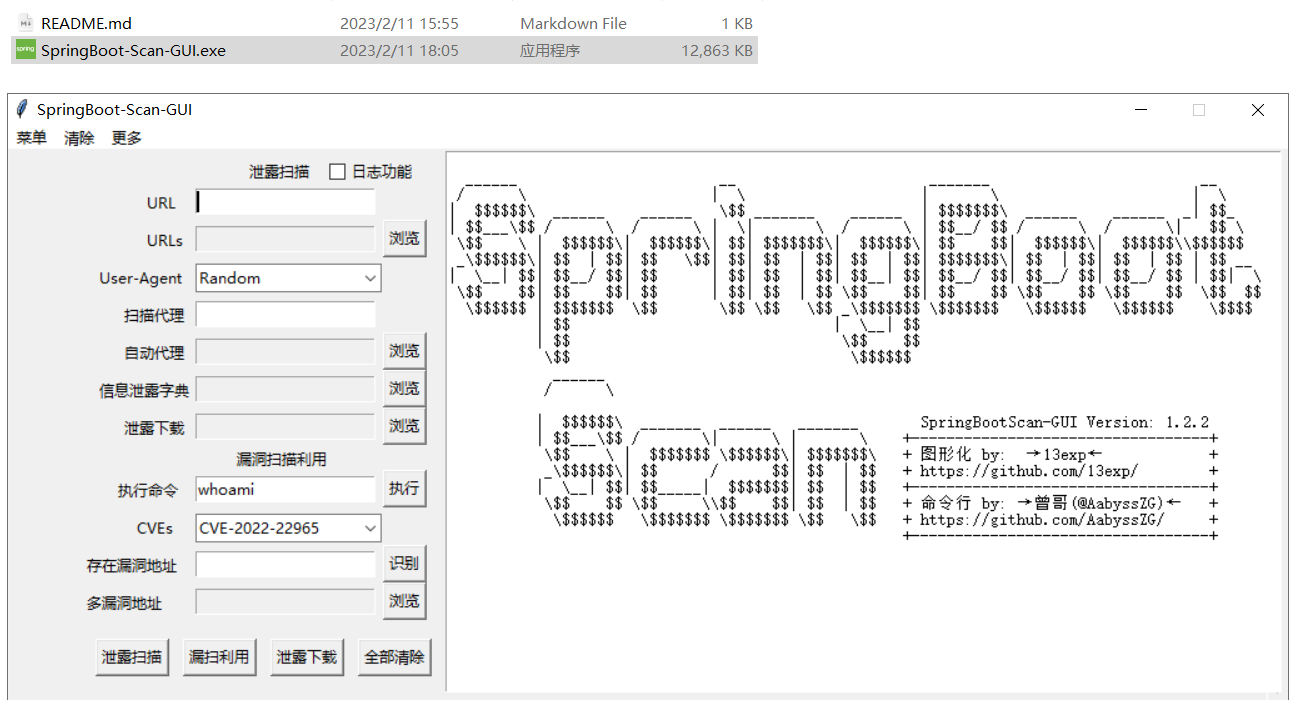 README.md 2023/2/11 15:55 Markdown File 1 KB
spring SpringBoot-Scan-GUI.exe 2023/2/11 18:05 应用程序 12,863 KB
SpringBoot-Scan-GUI
菜单 清除 更多
泄露扫描 日志功能
URL
URLs 浏览
User-Agent Random
扫描代理
自动代理 浏览
信息泄露字典 浏览
泄露下载 浏览
漏洞扫描利用
执行命令 whoami 执行
CVEs CVE-2022-22965
存在漏洞地址 识别
多漏洞地址 浏览
泄露扫描 漏扫利用 泄露下载 全部清除
SpringBoot
Scan
SpringBootScan-GUI Version: 1.2.2
+-----------------------------------+
+ 图形化 by: →13exp← +
+ https://github.com/13exp/ +
+-----------------------------------+
+ 命令行 by: →曾哥(@AabyssZG)← +
+ https://github.com/AabyssZG/ +
+-----------------------------------+